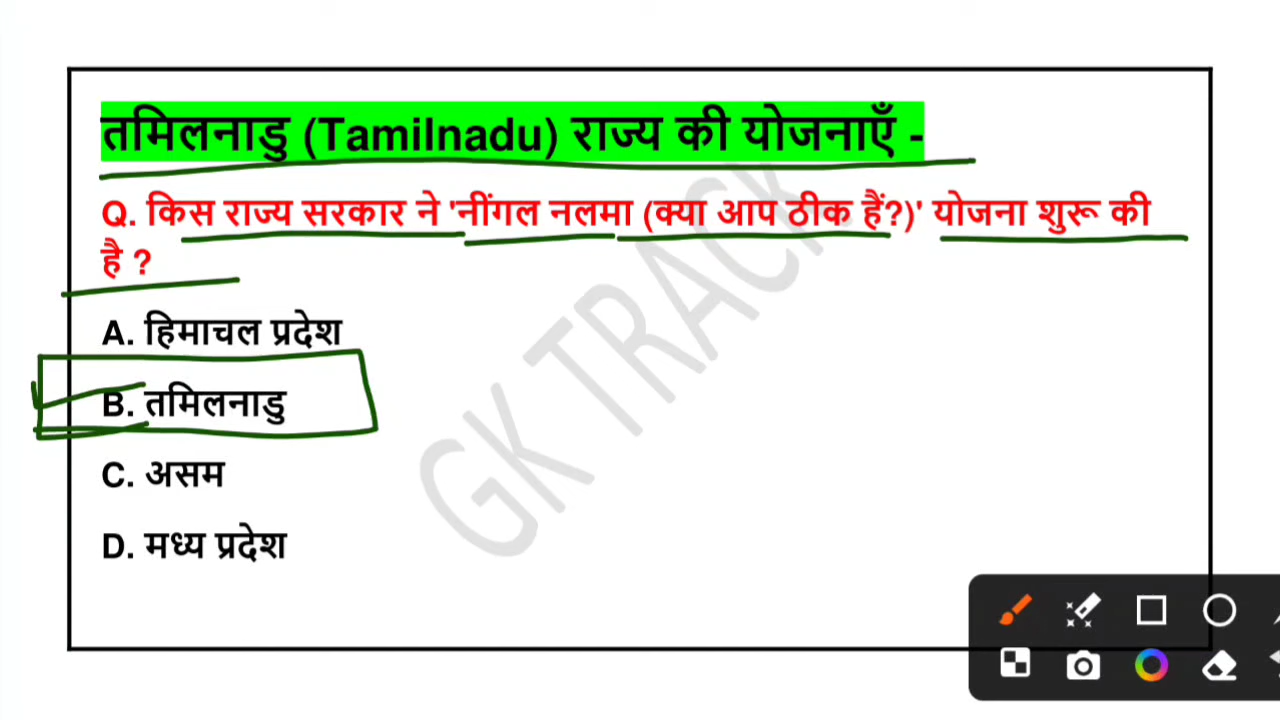 तमिलनाडु (Tamilnadu) राज्य की योजनाएँ -
Q. किस राज्य सरकार ने 'नींगल नलमा (क्या आप ठीक हैं?)' योजना शुरू की
है ?
A. हिमाचल प्रदेश
B. तमिलनाडु
C. असम
D. मध्य प्रदेश
GK TRACK